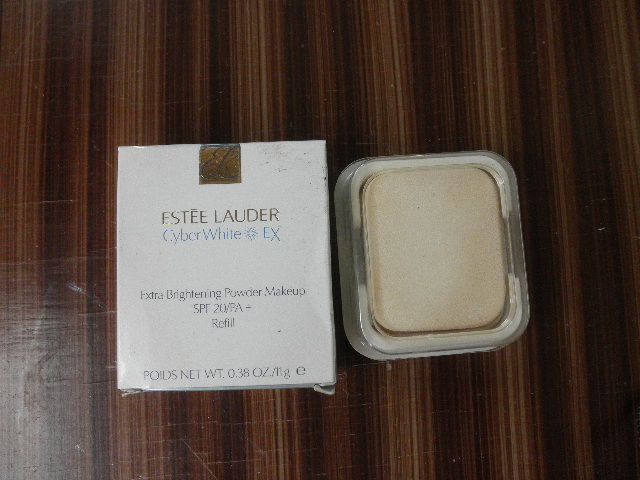 ESTĒE LAUDER
CyberWhite EX
Extra Brightening Powder Makeup
SPF 20/PA +
Refill
POIDS NET WT. 0.38 OZ./11g ℮